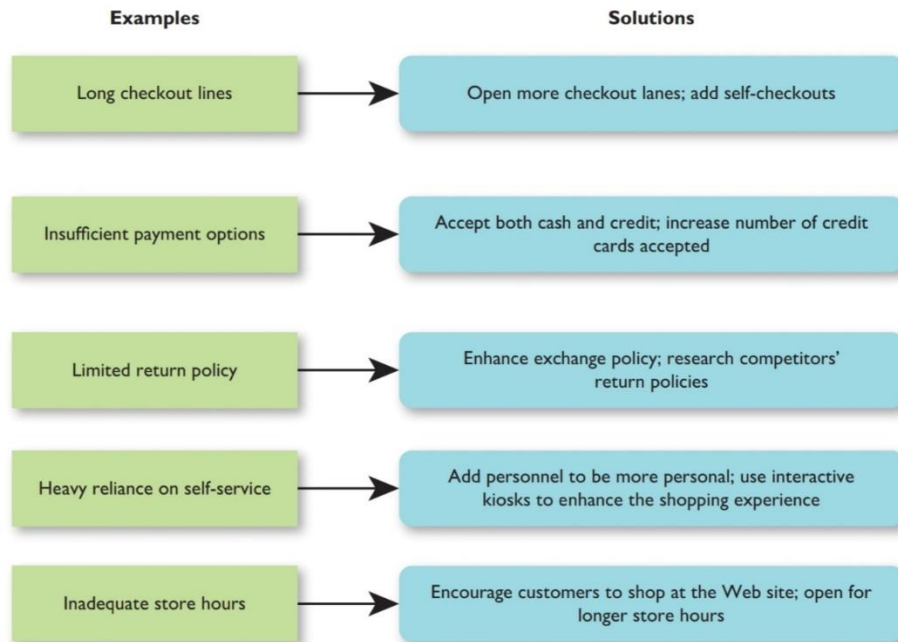 Examples
Solutions
Long checkout lines
Open more checkout lanes; add self-checkouts
Insufficient payment options
Accept both cash and credit; increase number of credit
cards accepted
Limited return policy
Enhance exchange policy; research competitors’
return policies
Heavy reliance on self-service
Add personnel to be more personal; use interactive
kiosks to enhance the shopping experience
Inadequate store hours
Encourage customers to shop at the Web site; open for
longer store hours